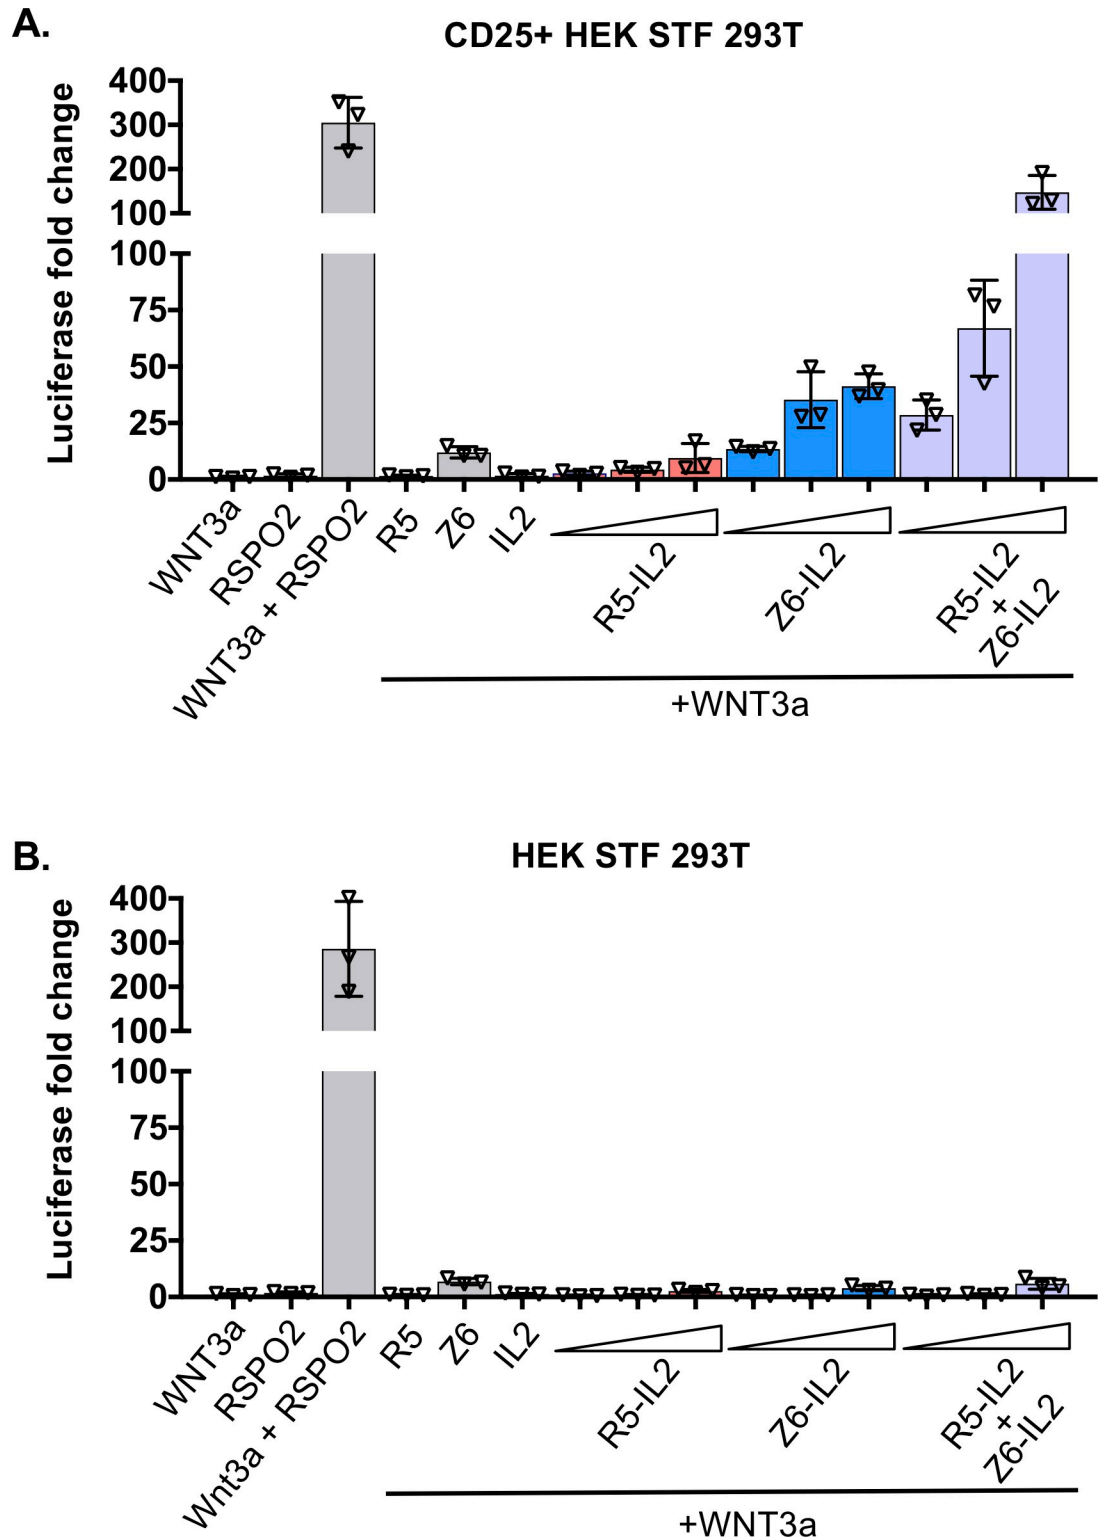 A.
CD25+ HEK STF 293T
Luciferase fold change
400
300
200
100
100
75
50
25
0
WNT3a
RSPO2
WNT3a + RSPO2
R5
Z6
IL2
R5-IL2
Z6-IL2
R5-IL2
+
Z6-IL2
+WNT3a
B.
HEK STF 293T
Luciferase fold change
400
300
200
100
100
75
50
25
0
WNT3a
RSPO2
Wnt3a + RSPO2
R5
Z6
IL2
R5-IL2
Z6-IL2
R5-IL2
+
Z6-IL2
+WNT3a